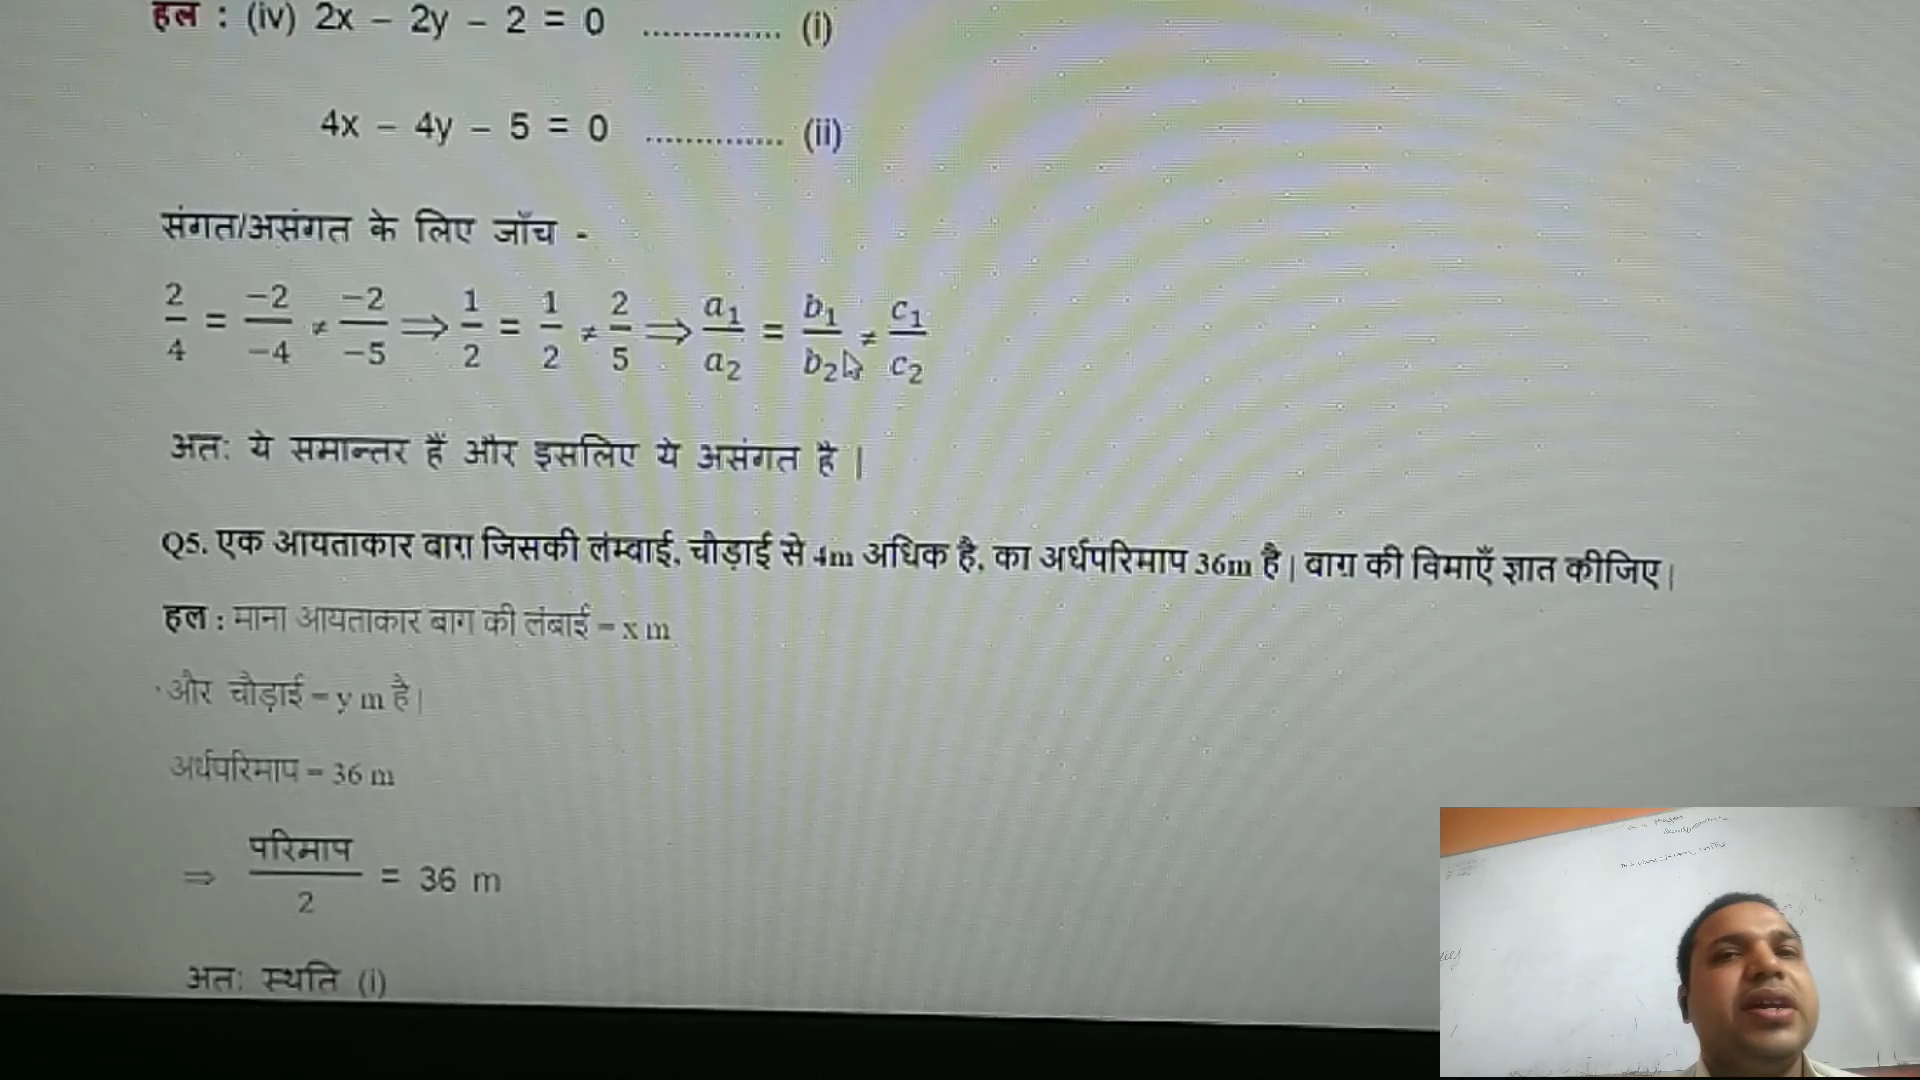 हल : (iv) 2x – 2y – 2 = 0 ............. (i)
4x – 4y – 5 = 0 ............. (ii)
संगत/असंगत के लिए जाँच -
2/4 = −2/−4 ≠ −2/−5 ⟹ 1/2 = 1/2 ≠ 2/5 ⟹ a₁/a₂ = b₁/b₂ ≠ c₁/c₂
अतः ये समान्तर हैं और इसलिए ये असंगत है |
Q5. एक आयताकार बाग़ जिसकी लंम्बाई, चौड़ाई से 4m अधिक है, का अर्धपरिमाप 36m है | बाग़ की विमाएँ ज्ञात कीजिए |
हल : माना आयताकार बाग की लंबाई = x m
और चौड़ाई = y m है |
अर्धपरिमाप = 36 m
⇒ परिमाप/2 = 36 m
अतः स्थति (i)